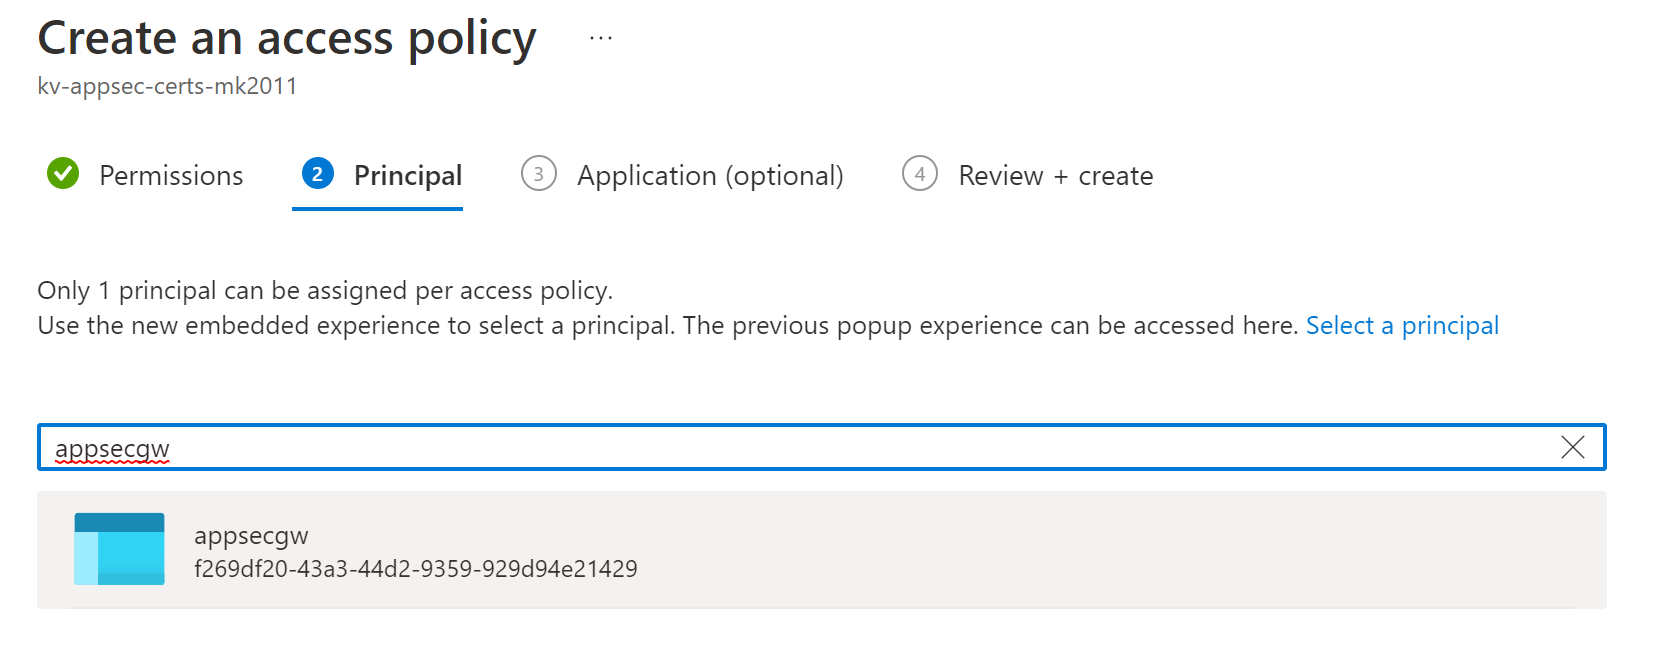 Create an access policy ...
kv-appsec-certs-mk2011
Permissions 2 Principal 3 Application (optional) 4 Review + create
Only 1 principal can be assigned per access policy.
Use the new embedded experience to select a principal. The previous popup experience can be accessed here. Select a principal
appsecgw
appsecgw
f269df20-43a3-44d2-9359-929d94e21429